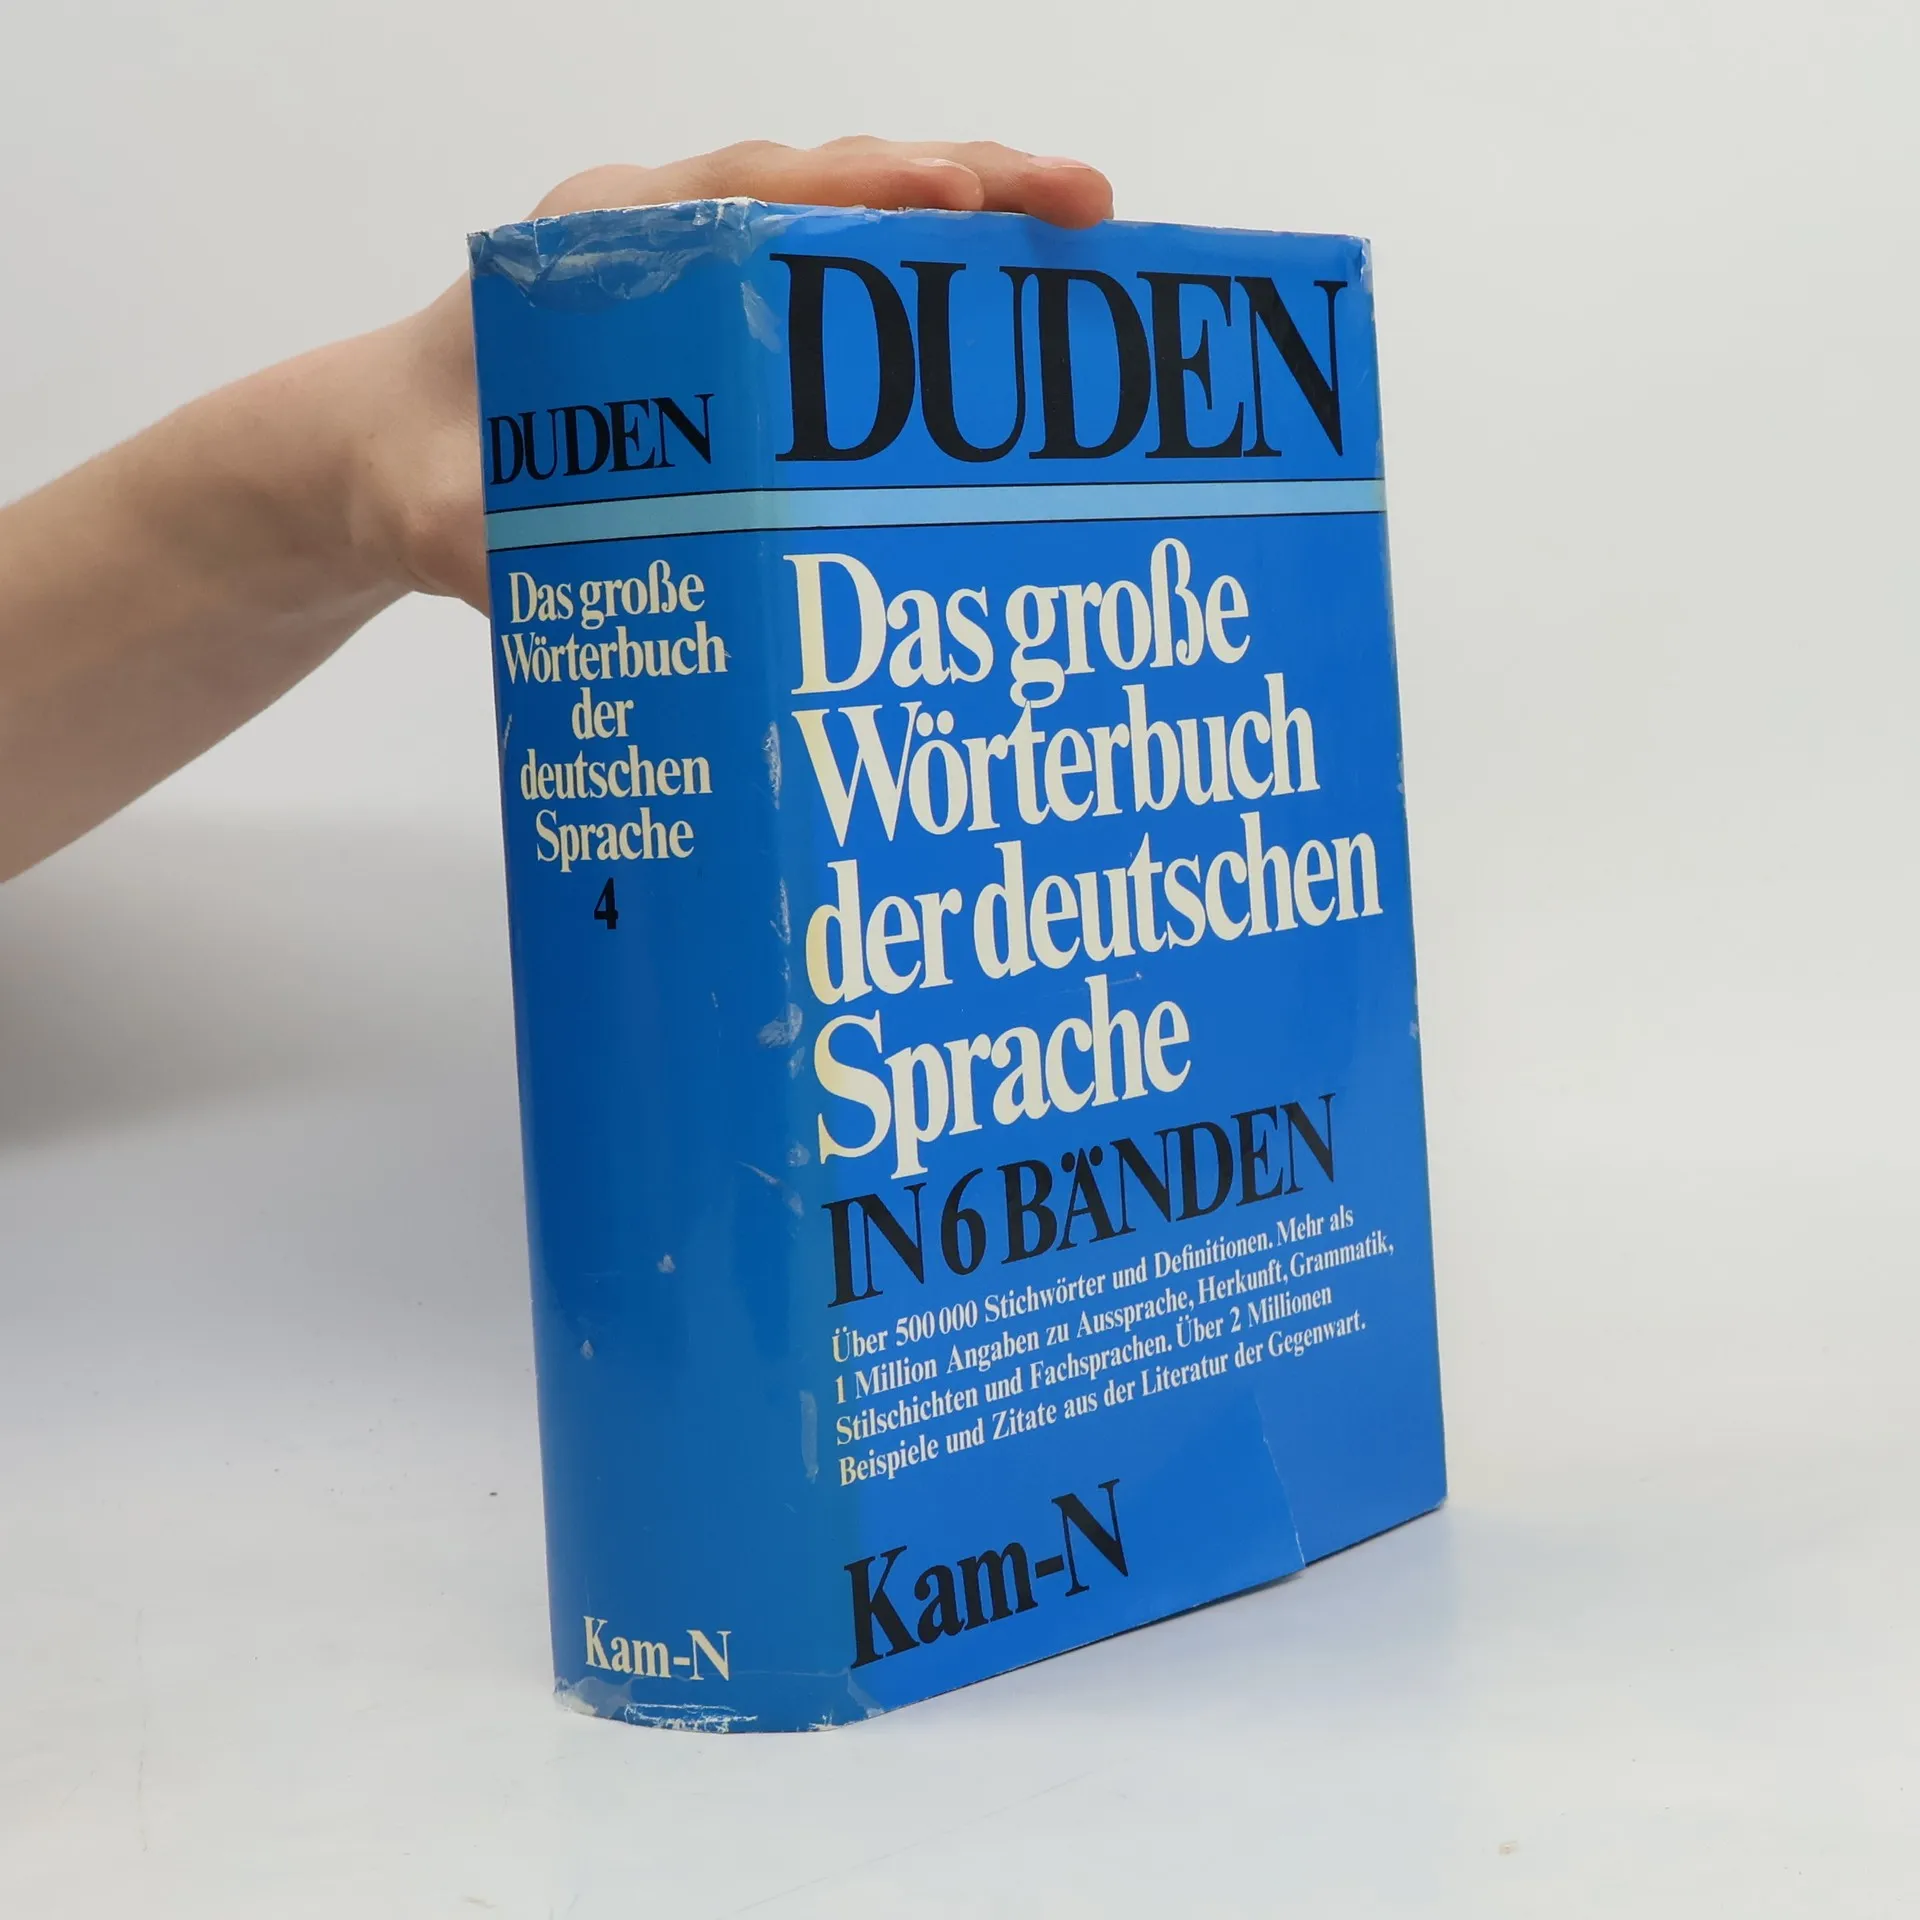 DUDEN
Das große
Wörterbuch
der
deutschen
Sprache
4
Kam-N
DUDEN
Das große
Wörterbuch
der deutschen
Sprache
IN 6 BÄNDEN
Über 500 000 Stichwörter und Definitionen. Mehr als
1 Million Angaben zu Aussprache, Herkunft, Grammatik,
Stilschichten und Fachsprachen. Über 2 Millionen
Beispiele und Zitate aus der Literatur der Gegenwart.
Kam-N